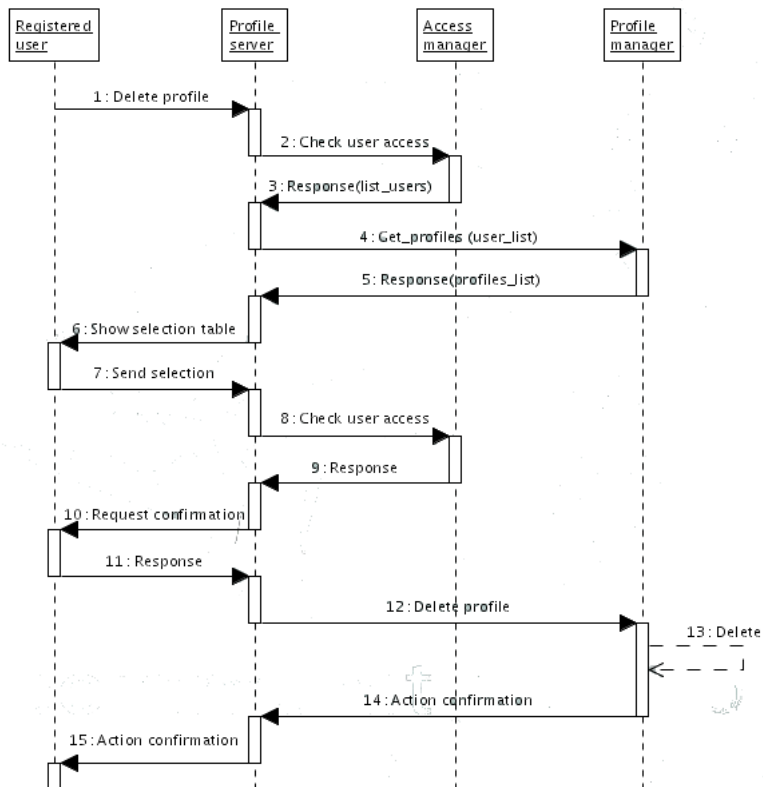 Registered
user
Profile
server
Access
manager
Profile
manager
1: Delete profile
2: Check user access
3: Response(list_users)
4: Get_profiles (user_list)
5: Response(profiles_list)
6: Show selection table
7: Send selection
8: Check user access
9: Response
10: Request confirmation
11: Response
12: Delete profile
13: Delete
14: Action confirmation
15: Action confirmation